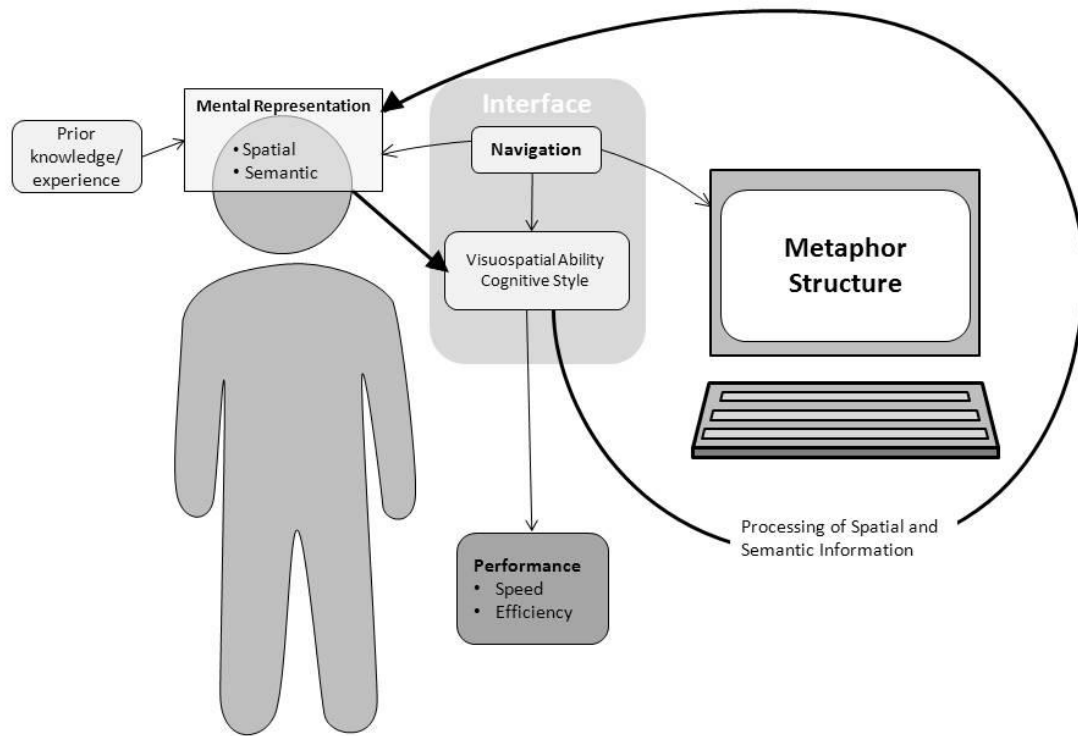 Mental Representation
• Spatial
• Semantic
Prior
knowledge/
experience
Interface
Navigation
Visuospatial Ability
Cognitive Style
Metaphor
Structure
Processing of Spatial and
Semantic Information
Performance
• Speed
• Efficiency